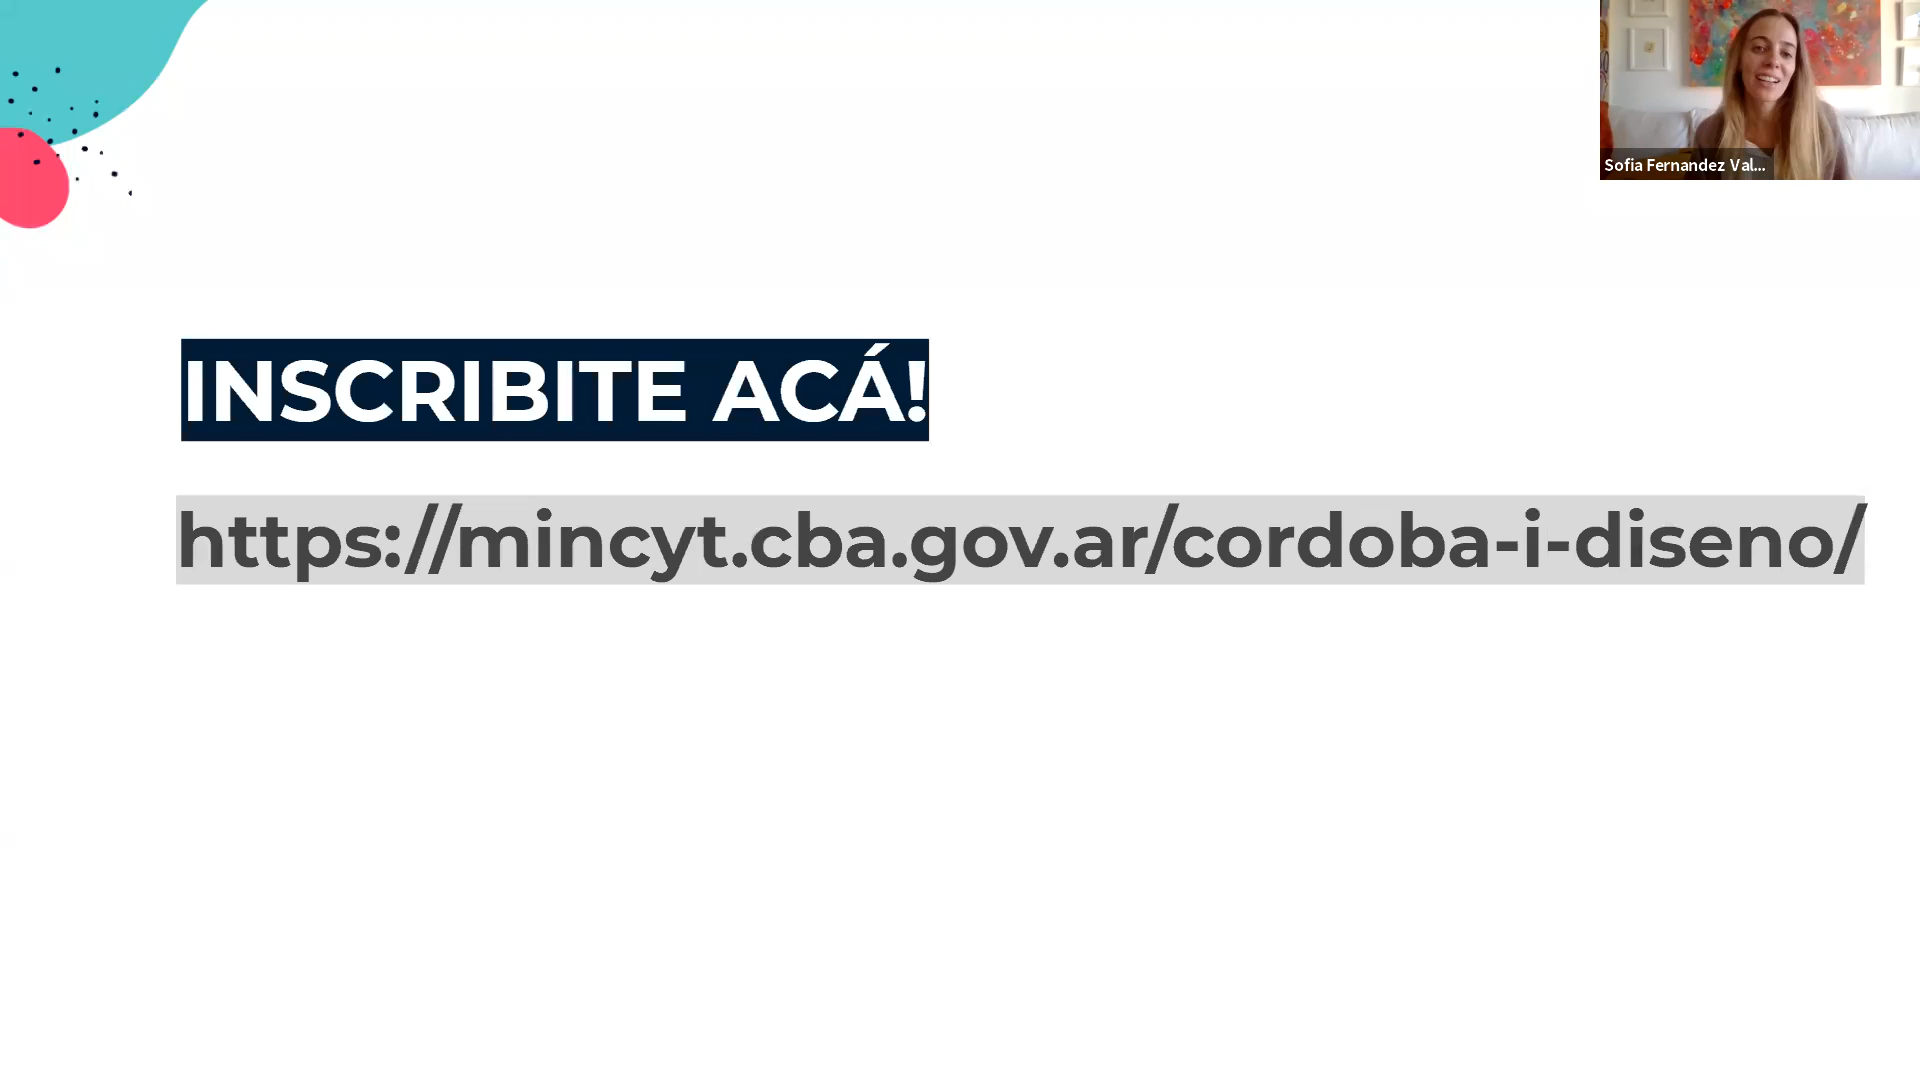 Sofia Fernandez Val...
INSCRIBITE ACÁ!
https://mincyt.cba.gov.ar/cordoba-i-diseno/